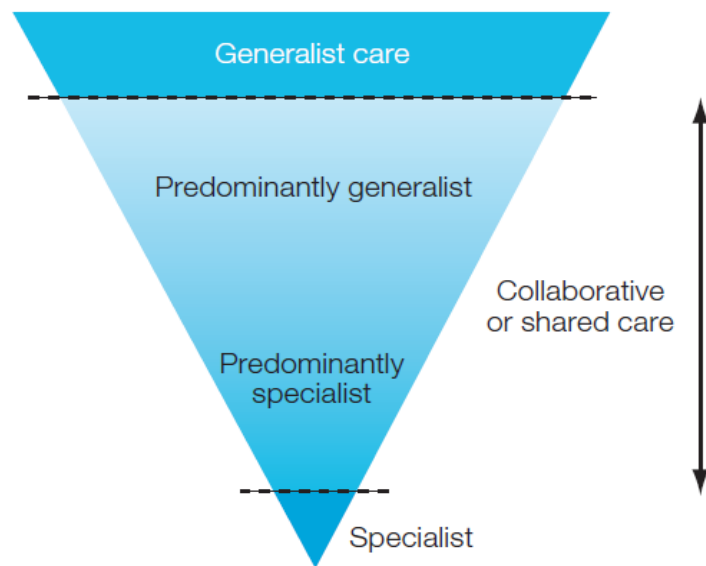 Generalist care
Predominantly generalist
Collaborative
or shared care
Predominantly
specialist
Specialist